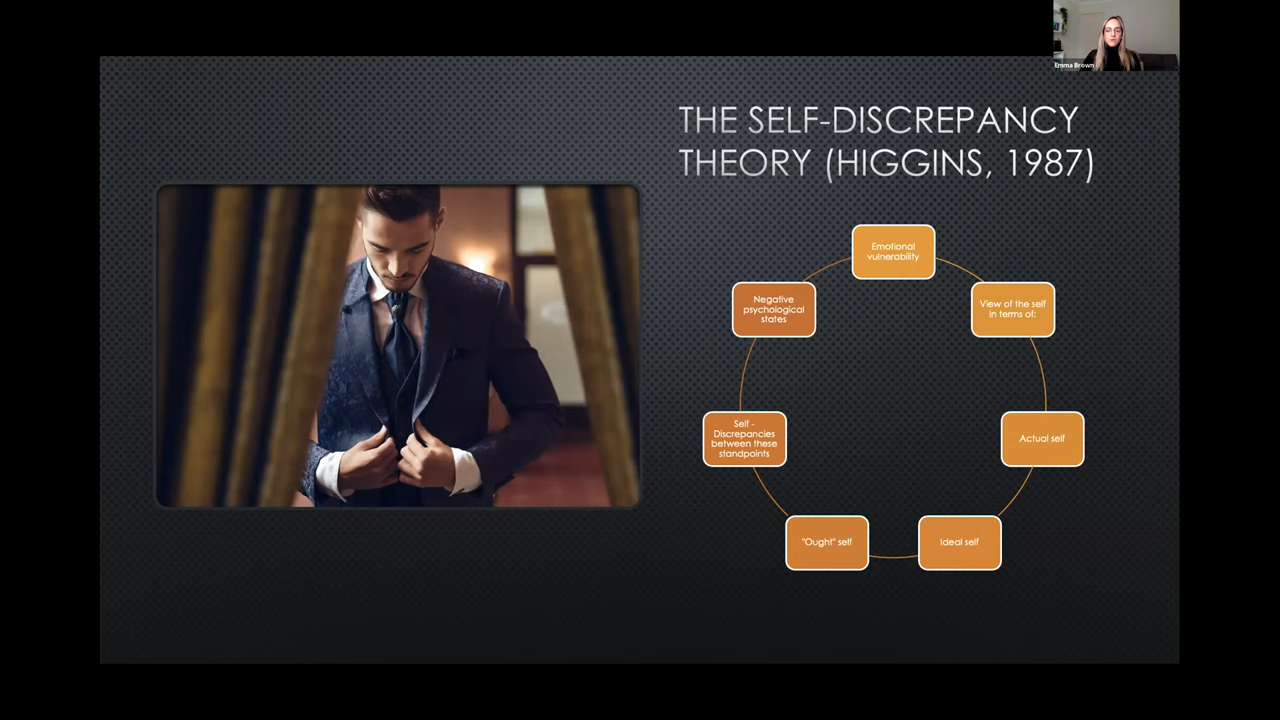 Emma Brown
THE SELF-DISCREPANCY
THEORY (HIGGINS, 1987)
Emotional
vulnerability
View of the self
in terms of:
Actual self
Ideal self
"Ought" self
Self -
Discrepancies
between these
standpoints
Negative
psychological
states